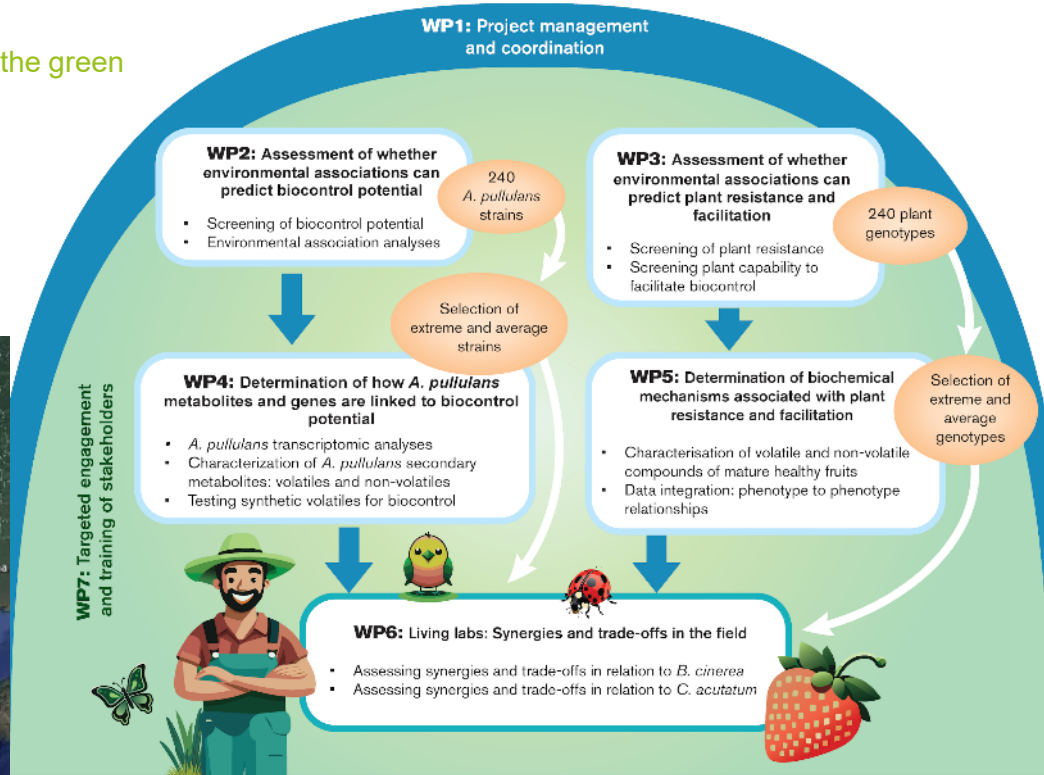 the green
WP1: Project management
and coordination
WP2: Assessment of whether
environmental associations can
predict biocontrol potential
▪ Screening of biocontrol potential
▪ Environmental association analyses
240
A. pullulans
strains
WP3: Assessment of whether
environmental associations can
predict plant resistance and
facilitation
▪ Screening of plant resistance
▪ Screening plant capability to
facilitate biocontrol
240 plant
genotypes
Selection of
extreme and average
strains
WP4: Determination of how A. pullulans
metabolites and genes are linked to biocontrol
potential
▪ A. pullulans transcriptomic analyses
▪ Characterization of A. pullulans secondary
metabolites: volatiles and non-volatiles
▪ Testing synthetic volatiles for biocontrol
WP5: Determination of biochemical
mechanisms associated with plant
resistance and facilitation
▪ Characterisation of volatile and non-volatile
compounds of mature healthy fruits
▪ Data integration: phenotype to phenotype
relationships
Selection of
extreme and
average
genotypes
WP7: Targeted engagement
and training of stakeholders
WP6: Living labs: Synergies and trade-offs in the field
▪ Assessing synergies and trade-offs in relation to B. cinerea
▪ Assessing synergies and trade-offs in relation to C. acutatum